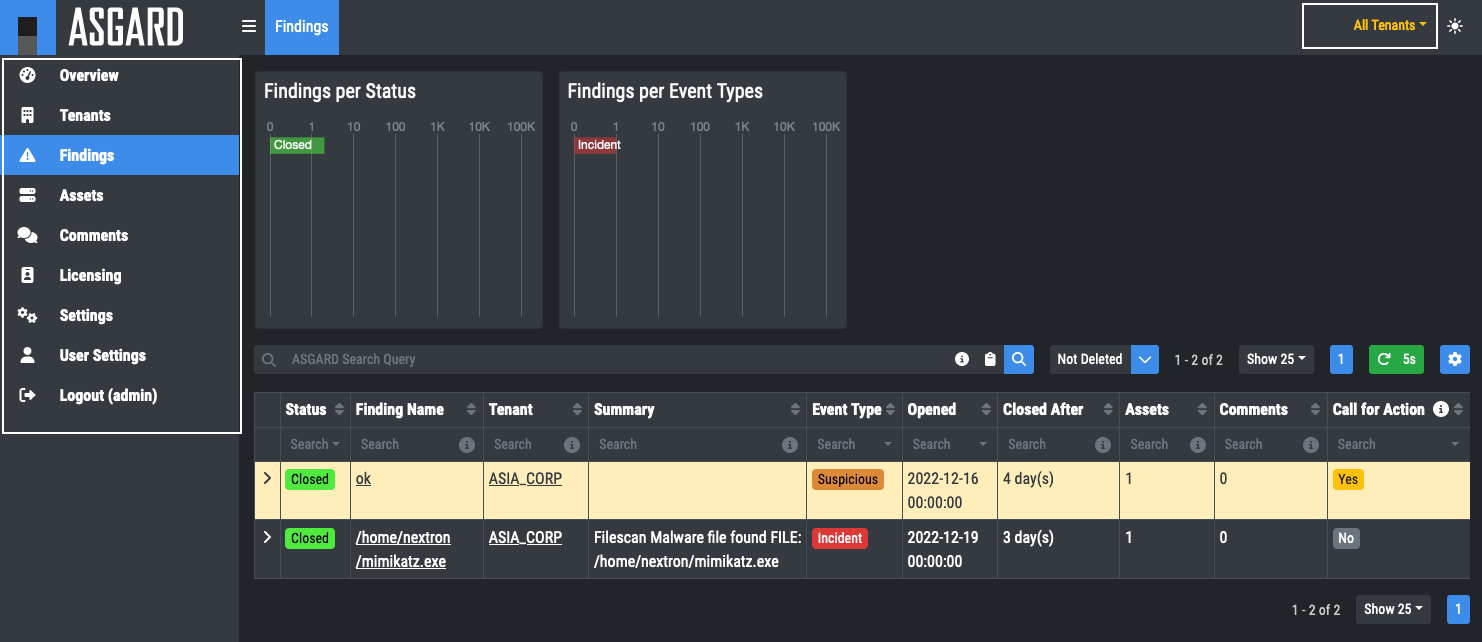 ASGARD
Findings
All Tenants
Overview
Tenants
Findings
Assets
Comments
Licensing
Settings
User Settings
Logout (admin)
Findings per Status
0 1 10 100 1K 10K 100K
Closed
Findings per Event Types
0 1 10 100 1K 10K 100K
Incident
ASGARD Search Query
Not Deleted
1 - 2 of 2
Show 25
1
5s
Status Finding Name Tenant Summary Event Type Opened Closed After Assets Comments Call for Action
Search Search Search Search Search Search Search Search Search Search
Closed ok ASIA_CORP Suspicious 2022-12-16 4 day(s) 1 0 Yes
00:00:00
Closed /home/nextron ASIA_CORP Filescan Malware file found FILE: Incident 2022-12-19 3 day(s) 1 0 No
/mimikatz.exe /home/nextron/mimikatz.exe 00:00:00
1 - 2 of 2 Show 25 1